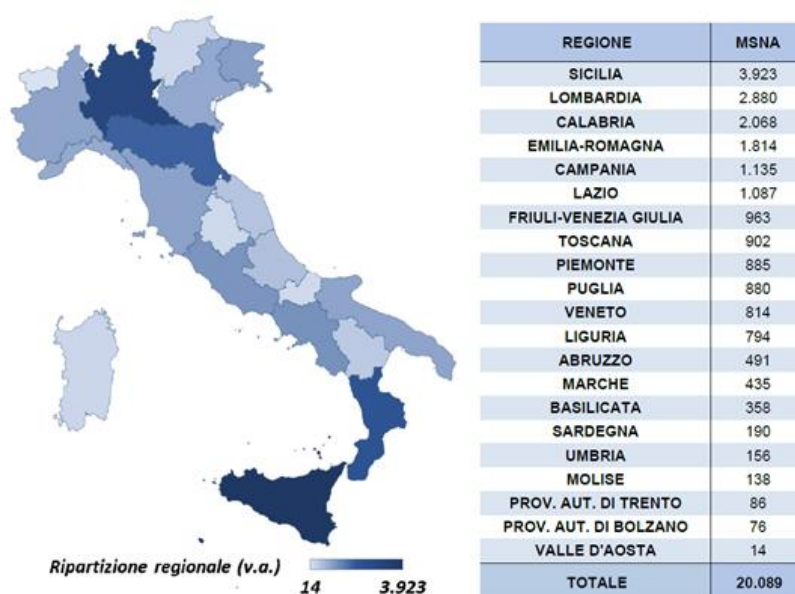 REGIONE MSNA
SICILIA 3.923
LOMBARDIA 2.880
CALABRIA 2.068
EMILIA-ROMAGNA 1.814
CAMPANIA 1.135
LAZIO 1.087
FRIULI-VENEZIA GIULIA 963
TOSCANA 902
PIEMONTE 885
PUGLIA 880
VENETO 814
LIGURIA 794
ABRUZZO 491
MARCHE 435
BASILICATA 358
SARDEGNA 190
UMBRIA 156
MOLISE 138
PROV. AUT. DI TRENTO 86
PROV. AUT. DI BOLZANO 76
VALLE D'AOSTA 14
TOTALE 20.089
Ripartizione regionale (v.a.)
14 3.923